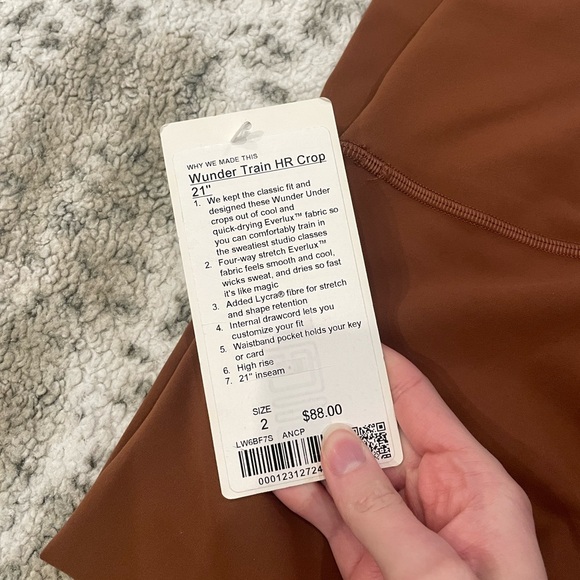 WHY WE MADE THIS
Wunder Train HR Crop
21"
1. We kept the classic fit and
designed these Wunder Under
crops out of cool and
quick-drying Everlux™ fabric so
you can comfortably train in
the sweatiest studio classes
2. Four-way stretch Everlux™
fabric feels smooth and cool,
wicks sweat, and dries so fast
it's like magic
3. Added Lycra® fibre for stretch
and shape retention
4. Internal drawcord lets you
customize your fit
5. Waistband pocket holds your key
or card
6. High rise
7. 21" inseam
SIZE
2 $88.00
LW6BF7S ANCP
0001231272